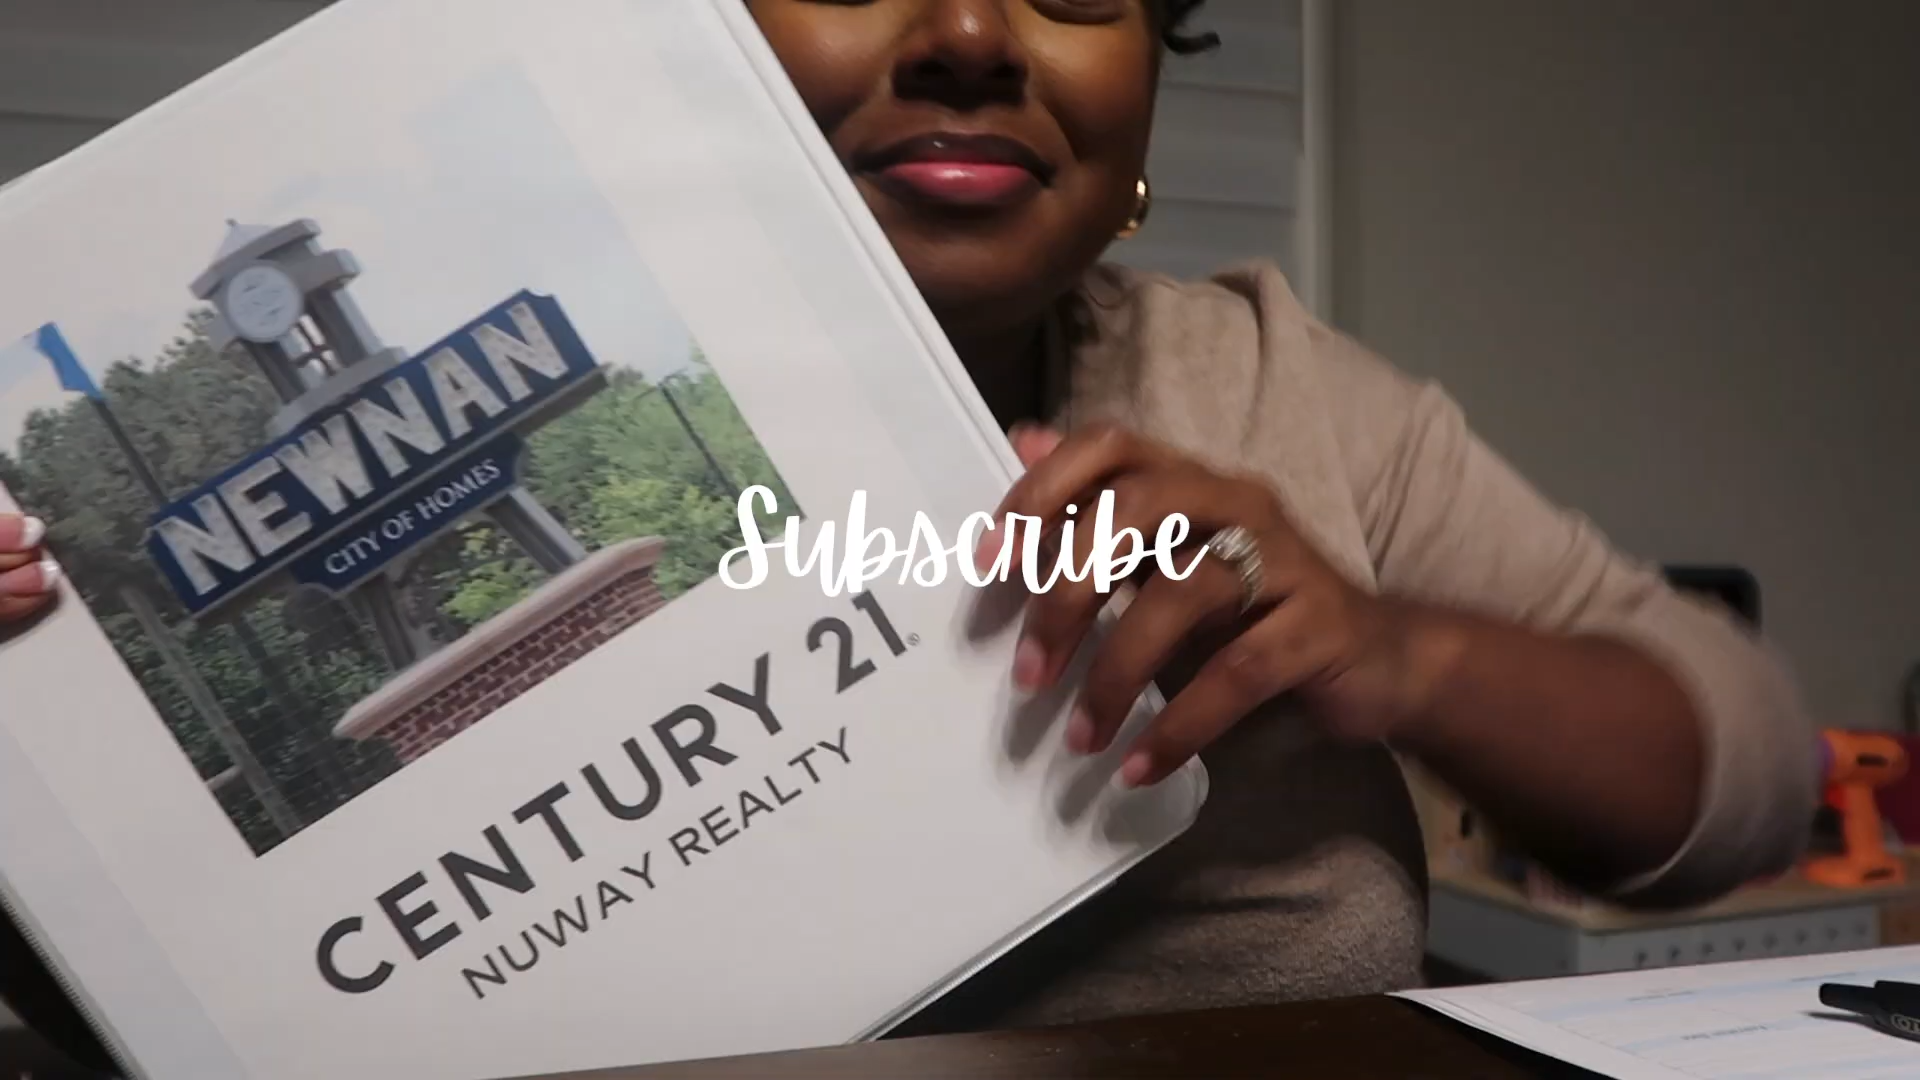 NEWNAN
CITY OF HOMES
Subscribe
CENTURY 21®
NUWAY REALTY